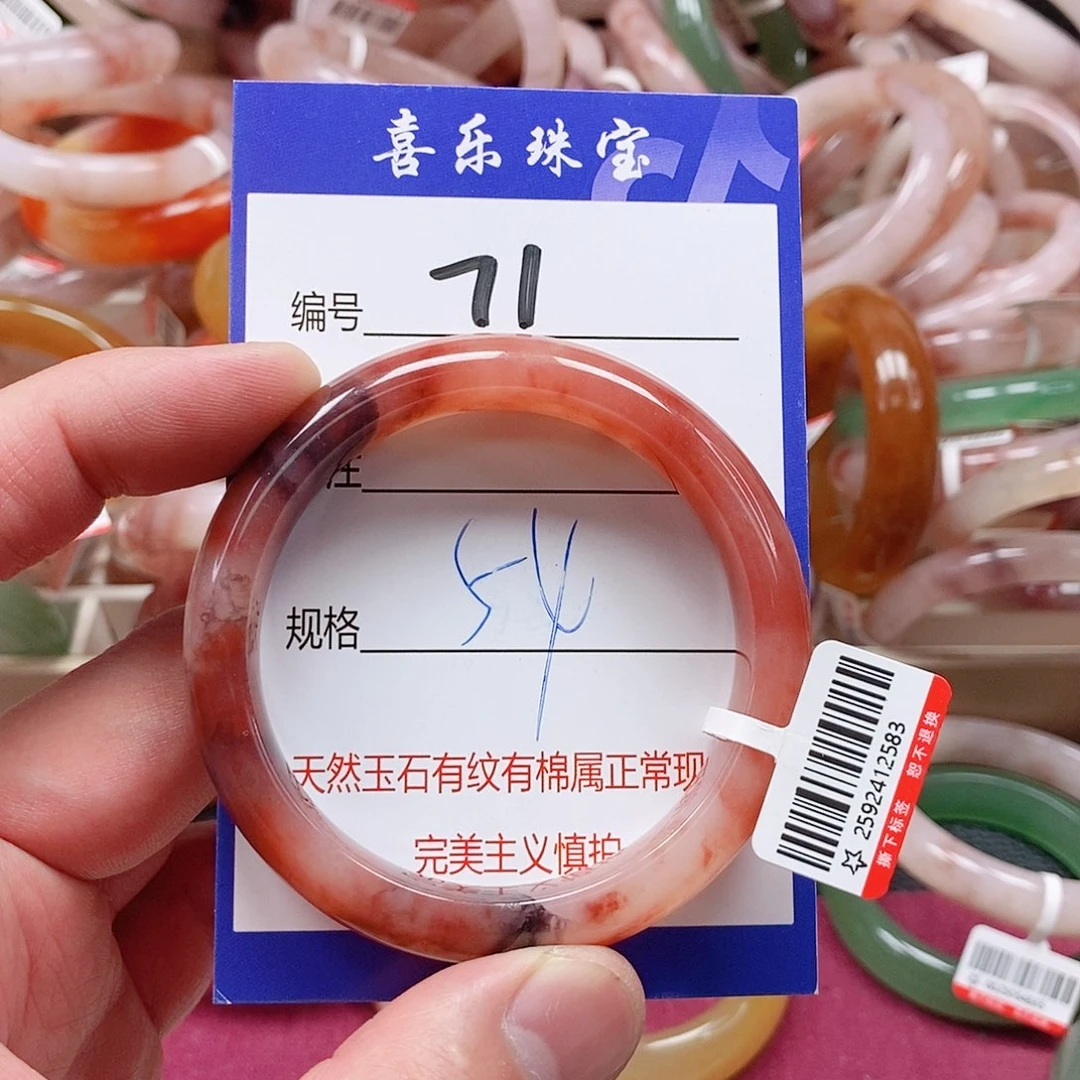 喜乐珠宝
编号 71
注
规格 54
天然玉石有纹有棉属正常现
完美主义慎拍
☆ 2592412583
撕下标签 恕不退换